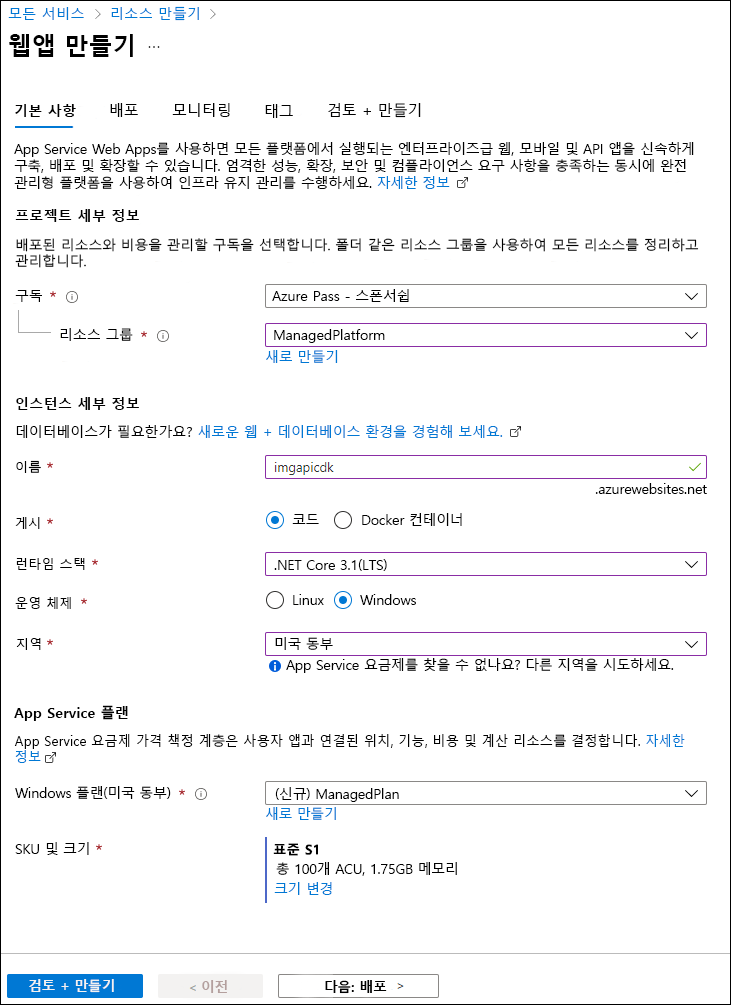 모든 서비스 > 리소스 만들기 >
웹앱 만들기 ...
기본 사항 배포 모니터링 태그 검토 + 만들기
App Service Web Apps를 사용하면 모든 플랫폼에서 실행되는 엔터프라이즈급 웹, 모바일 및 API 앱을 신속하게
구축, 배포 및 확장할 수 있습니다. 엄격한 성능, 확장, 보안 및 컴플라이언스 요구 사항을 충족하는 동시에 완전
관리형 플랫폼을 사용하여 인프라 유지 관리를 수행하세요. 자세한 정보
프로젝트 세부 정보
배포된 리소스와 비용을 관리할 구독을 선택합니다. 폴더 같은 리소스 그룹을 사용하여 모든 리소스를 정리하고
관리합니다.
구독 * Azure Pass - 스폰서쉽
리소스 그룹 * ManagedPlatform
새로 만들기
인스턴스 세부 정보
데이터베이스가 필요한가요? 새로운 웹 + 데이터베이스 환경을 경험해 보세요.
이름 * imgapicdk
.azurewebsites.net
게시 * 코드 Docker 컨테이너
런타임 스택 * .NET Core 3.1(LTS)
운영 체제 * Linux Windows
지역 * 미국 동부
App Service 요금제를 찾을 수 없나요? 다른 지역을 시도하세요.
App Service 플랜
App Service 요금제 가격 책정 계층은 사용자 앱과 연결된 위치, 기능, 비용 및 계산 리소스를 결정합니다. 자세한
정보
Windows 플랜(미국 동부) * (신규) ManagedPlan
새로 만들기
SKU 및 크기 * 표준 S1
총 100개 ACU, 1.75GB 메모리
크기 변경
검토 + 만들기 < 이전 다음: 배포 >